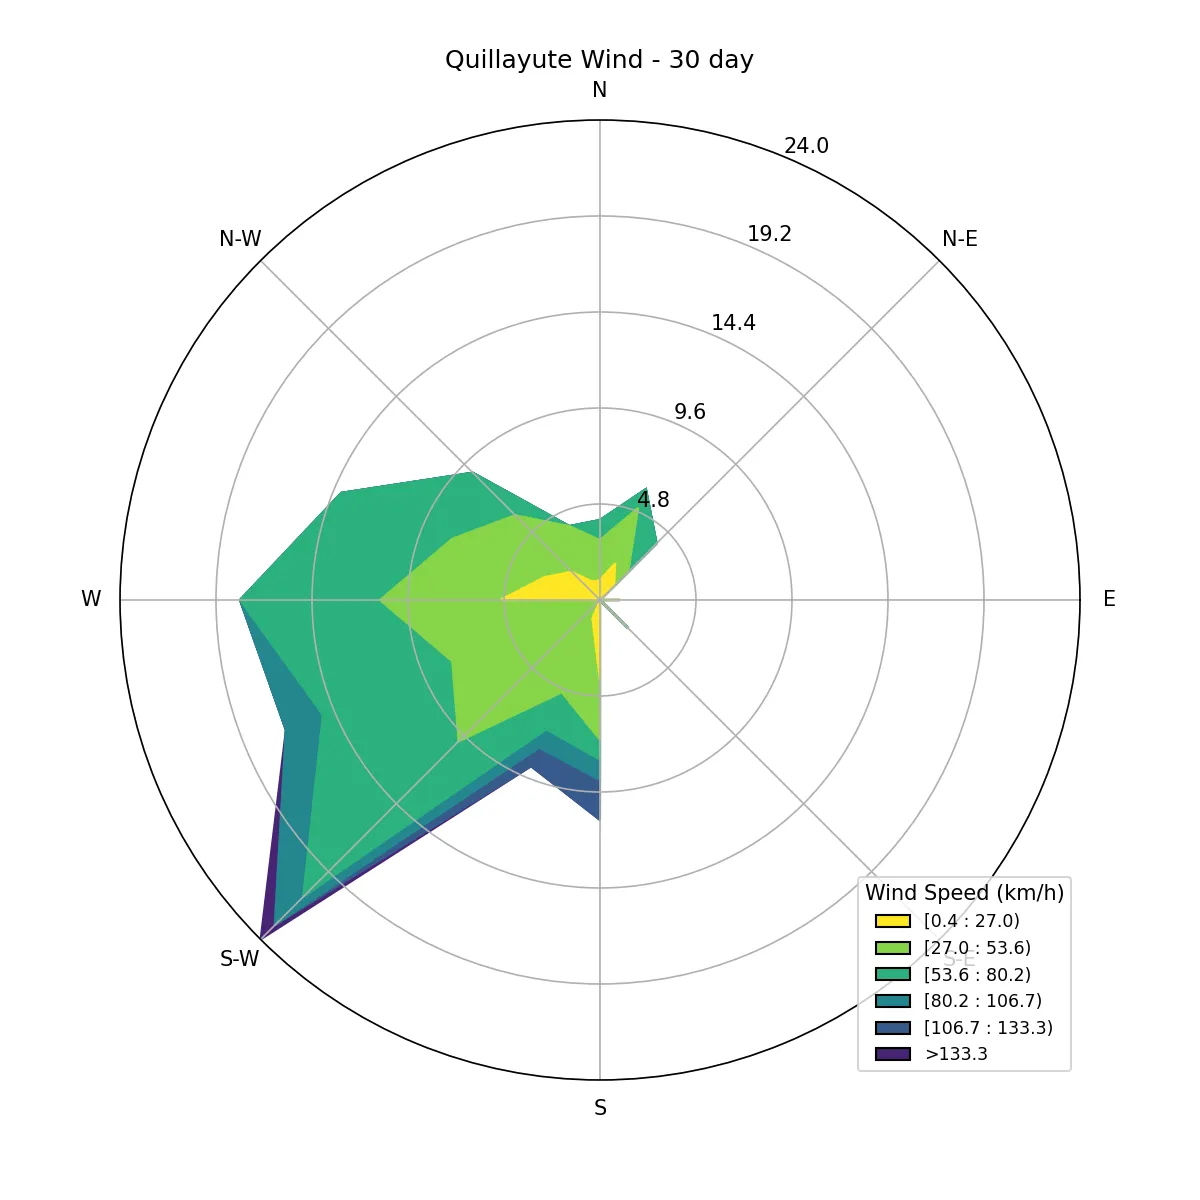 Quillayute Wind - 30 day
N
24.0
19.2
N-W
N-E
14.4
9.6
4.8
W
E
Wind Speed (km/h)
[0.4 : 27.0)
[27.0 : 53.6)
S-W
S-E
[53.6 : 80.2)
[80.2 : 106.7)
[106.7 : 133.3)
>133.3
S